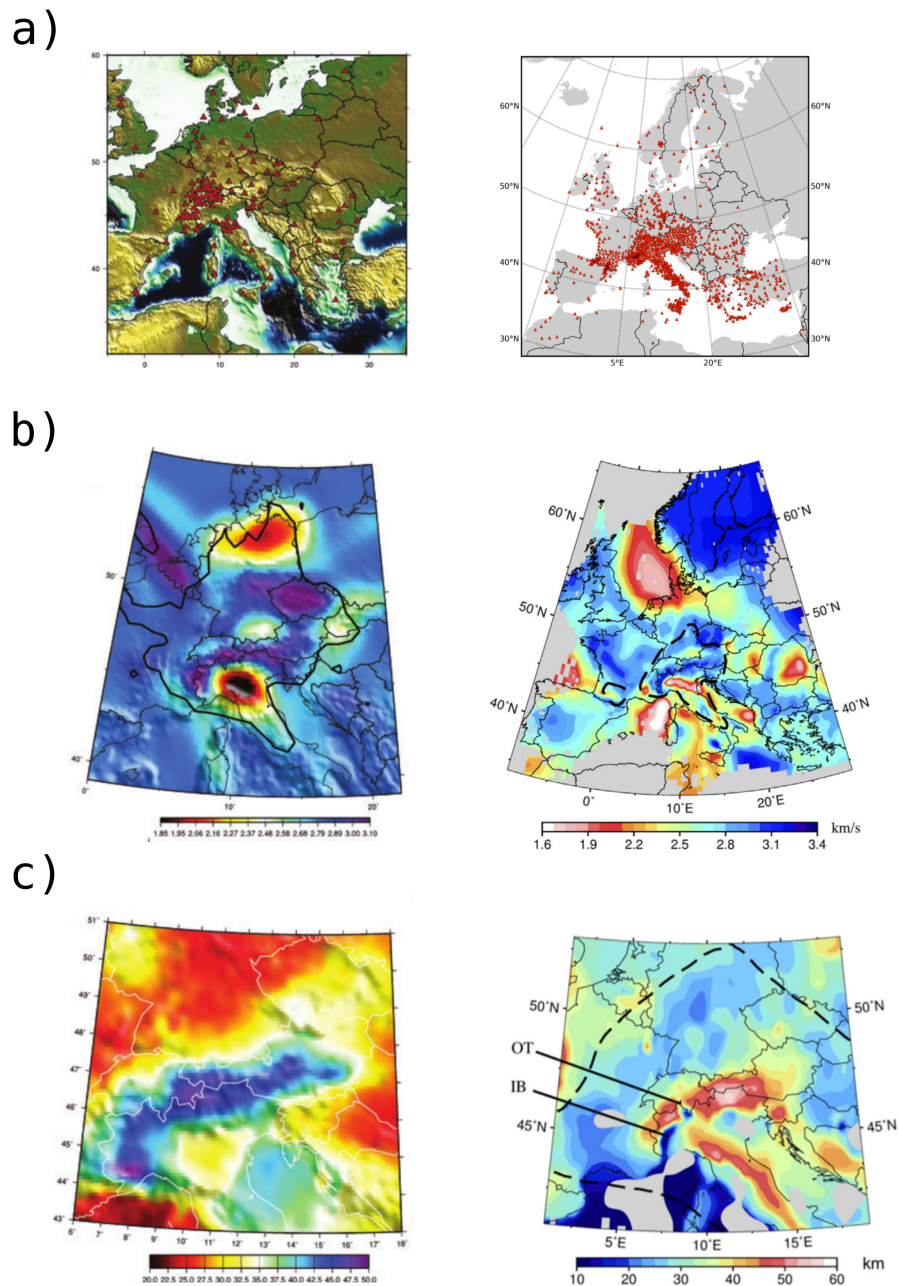 a)
60
50
40
0
10
20
30
60°N
50°N
40°N
30°N
60°N
50°N
40°N
30°N
5°E
20°E
b)
50˚
40˚
0˚
10˚
20˚
1.85 1.95 2.06 2.16 2.27 2.37 2.48 2.58 2.68 2.79 2.89 3.00 3.10
60˚N
50˚N
40˚N
60˚N
50˚N
40˚N
0˚
10˚E
20˚E
km/s
1.6 1.9 2.2 2.5 2.8 3.1 3.4
c)
51˚
50˚
49˚
48˚
47˚
46˚
45˚
44˚
43˚
6˚ 7˚ 8˚ 9˚ 10˚ 11˚ 12˚ 13˚ 14˚ 15˚ 16˚ 17˚ 18˚
20.0 22.5 25.0 27.5 30.0 32.5 35.0 37.5 40.0 42.5 45.0 47.5 50.0
50˚N
50˚N
OT
IB
45˚N
45˚N
5˚E
10˚E
15˚E
km
10 20 30 40 50 60